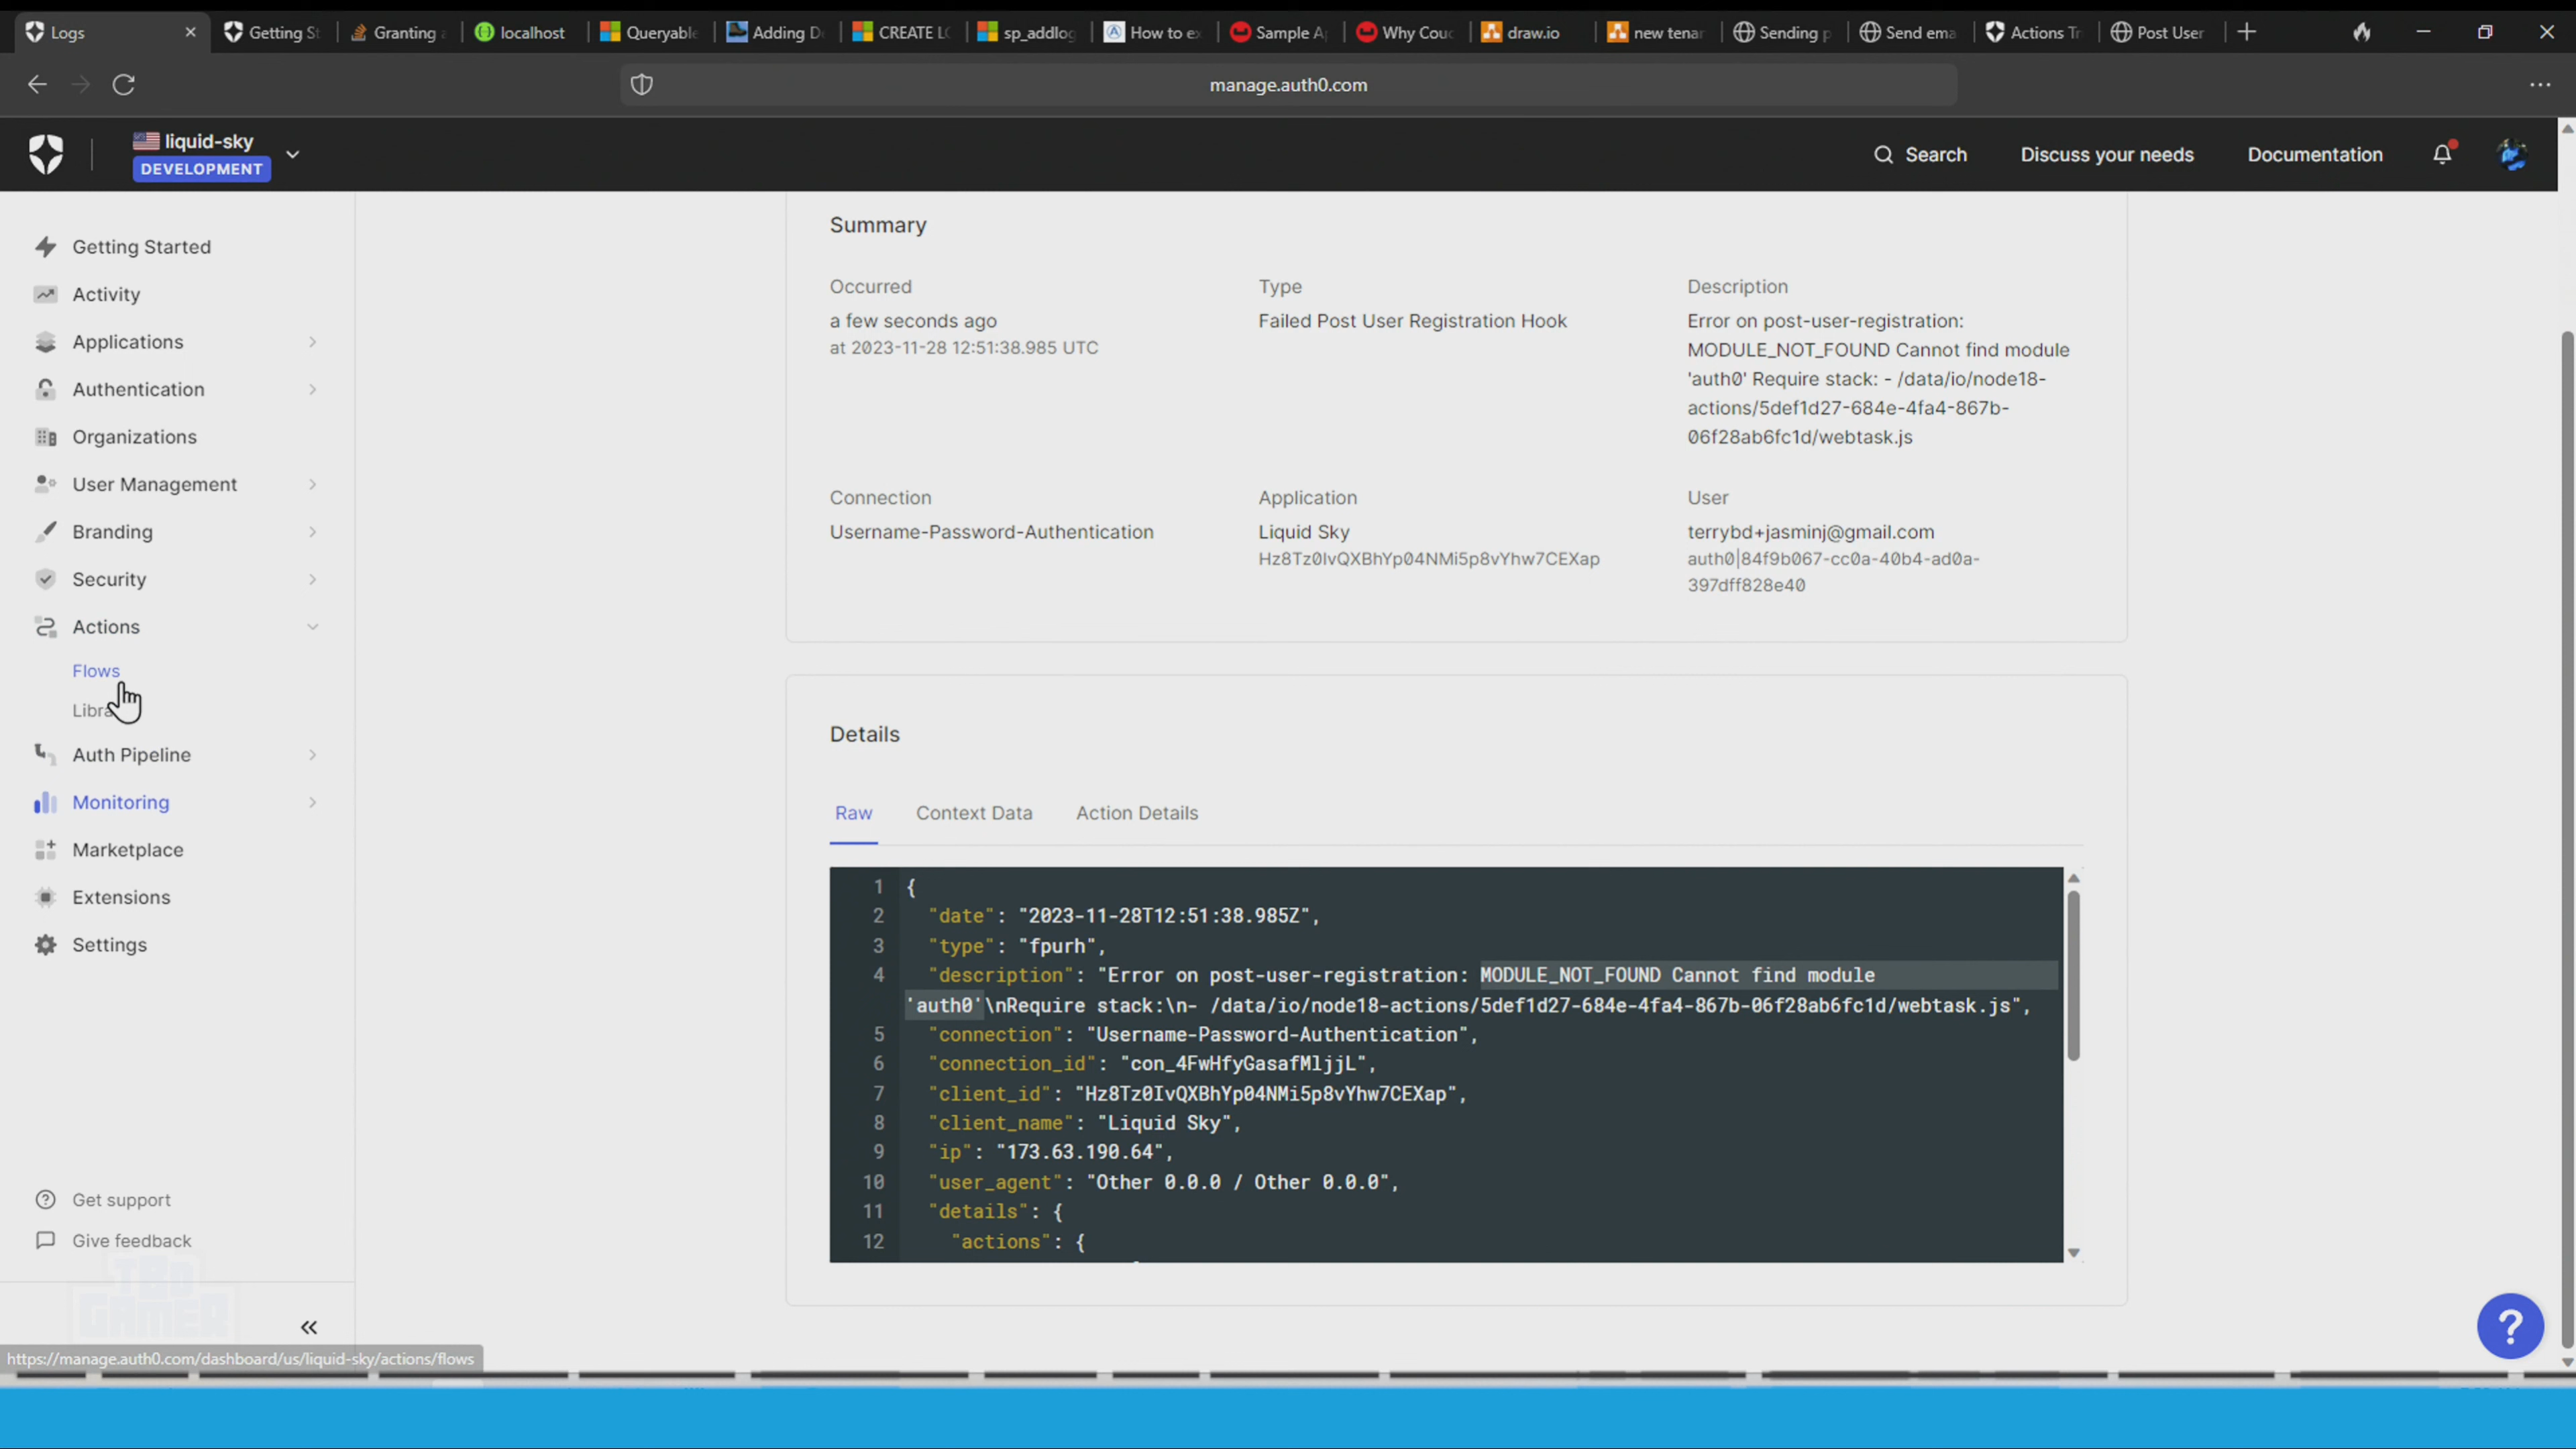 Logs
Getting St
Granting a
localhost
Queryable
Adding De
CREATE LO
sp_addlog
How to ex
Sample A
Why Couc
draw.io
new tenan
Sending p
Send ema
Actions Tr
Post User
manage.auth0.com
liquid-sky
DEVELOPMENT
Search
Discuss your needs
Documentation
Getting Started
Activity
Applications
Authentication
Organizations
User Management
Branding
Security
Actions
Flows
Auth Pipeline
Monitoring
Marketplace
Extensions
Settings
Get support
Give feedback
TBD
GAMER
https://manage.auth0.com/dashboard/us/liquid-sky/actions/flows
Summary
Occurred
a few seconds ago
at 2023-11-28 12:51:38.985 UTC
Type
Failed Post User Registration Hook
Description
Error on post-user-registration:
MODULE_NOT_FOUND Cannot find module
'auth0' Require stack: - /data/io/node18-
actions/5def1d27-684e-4fa4-867b-
06f28ab6fc1d/webtask.js
Connection
Username-Password-Authentication
Application
Liquid Sky
Hz8Tz0IvQXBhYp04NMi5p8vYhw7CEXap
User
terrybd+jasminj@gmail.com
auth0|84f9b067-cc0a-40b4-ad0a-
397dff828e40
Details
Raw Context Data Action Details
1 {
2 "date": "2023-11-28T12:51:38.985Z",
3 "type": "fpurh",
4 "description": "Error on post-user-registration: MODULE_NOT_FOUND Cannot find module
'auth0'\nRequire stack:\n- /data/io/node18-actions/5def1d27-684e-4fa4-867b-06f28ab6fc1d/webtask.js",
5 "connection": "Username-Password-Authentication",
6 "connection_id": "con_4FwHfyGasafMljjL",
7 "client_id": "Hz8Tz0IvQXBhYp04NMi5p8vYhw7CEXap",
8 "client_name": "Liquid Sky",
9 "ip": "173.63.190.64",
10 "user_agent": "Other 0.0.0 / Other 0.0.0",
11 "details": {
12 "actions": {
?